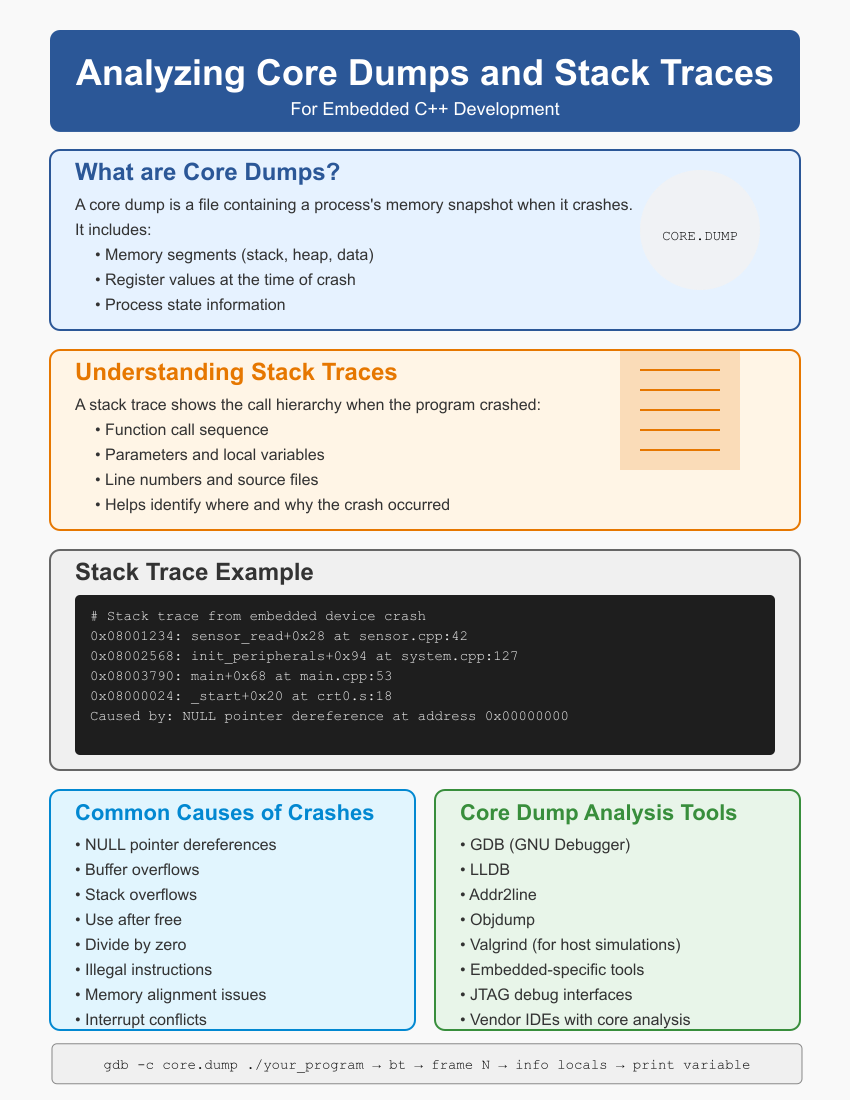 Analyzing Core Dumps and Stack Traces
For Embedded C++ Development
What are Core Dumps?
A core dump is a file containing a process's memory snapshot when it crashes.
It includes:
• Memory segments (stack, heap, data)
• Register values at the time of crash
• Process state information
CORE.DUMP
Understanding Stack Traces
A stack trace shows the call hierarchy when the program crashed:
• Function call sequence
• Parameters and local variables
• Line numbers and source files
• Helps identify where and why the crash occurred
Stack Trace Example
# Stack trace from embedded device crash
0x08001234: sensor_read+0x28 at sensor.cpp:42
0x08002568: init_peripherals+0x94 at system.cpp:127
0x08003790: main+0x68 at main.cpp:53
0x08000024: _start+0x20 at crt0.s:18
Caused by: NULL pointer dereference at address 0x00000000
Common Causes of Crashes
• NULL pointer dereferences
• Buffer overflows
• Stack overflows
• Use after free
• Divide by zero
• Illegal instructions
• Memory alignment issues
• Interrupt conflicts
Core Dump Analysis Tools
• GDB (GNU Debugger)
• LLDB
• Addr2line
• Objdump
• Valgrind (for host simulations)
• Embedded-specific tools
• JTAG debug interfaces
• Vendor IDEs with core analysis
gdb -c core.dump ./your_program → bt → frame N → info locals → print variable